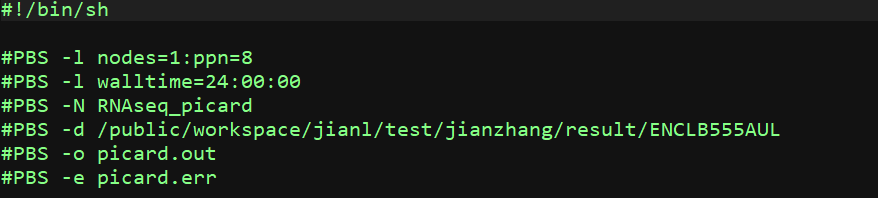 #!/bin/sh
#PBS -l nodes=1:ppn=8
#PBS -l walltime=24:00:00
#PBS -N RNAseq_picard
#PBS -d /public/workspace/jianl/test/jianzhang/result/ENCLB555AUL
#PBS -o picard.out
#PBS -e picard.err